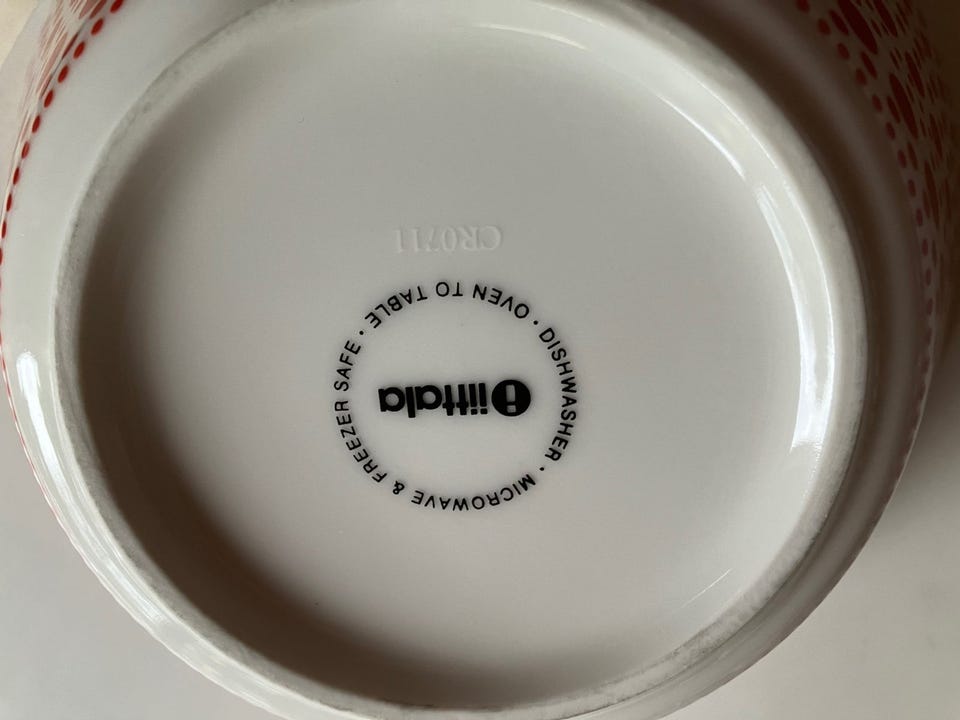 iittala
OVEN TO TABLE · DISHWASHER · MICROWAVE & FREEZER SAFE ·
CR0711